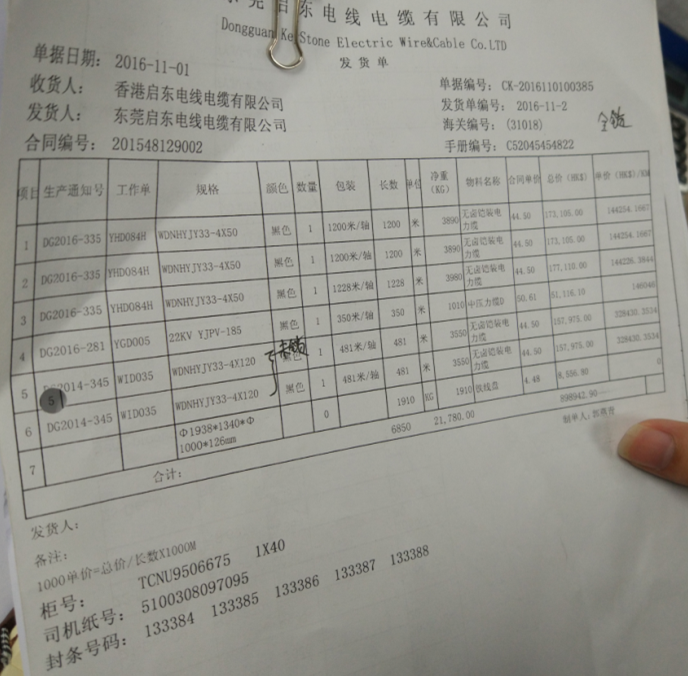 东莞启东电线电缆有限公司
Dongguan KeyStone Electric Wire&Cable Co.LTD
发货单
单据日期: 2016-11-01
单据编号: CK-2016110100385
收货人: 香港启东电线电缆有限公司
发货单编号: 2016-11-2
发货人: 东莞启东电线电缆有限公司
海关编号: (31018)
合同编号: 201548129002
手册编号: C52045454822
项目 生产通知号 工作单 规格 颜色 数量 包装 长数 单位 净重(KG) 物料名称 合同单价 总价(HK$) 单价(HK$)/KM
1 DG2016-335 YHD084H WDNHYJY33-4X50 黑色 1 1200米/轴 1200 米 3890 无卤铠装电力缆 44.50 173,105.00 144254.1667
2 DG2016-335 YHD084H WDNHYJY33-4X50 黑色 1 1200米/轴 1200 米 3890 无卤铠装电力缆 44.50 173,105.00 144254.1667
3 DG2016-335 YHD084H WDNHYJY33-4X50 黑色 1 1228米/轴 1228 米 3980 无卤铠装电力缆 44.50 177,110.00 144226.3844
4 DG2016-281 YGD005 22KV YJPV-185 黑色 1 350米/轴 350 米 1010 中压力缆 50.61 51,116.10 146046
5 DG2014-345 WID035 WDNHYJY33-4X120 黑色 1 481米/轴 481 米 3550 无卤铠装电力缆 44.50 157,975.00 328430.3534
6 DG2014-345 WID035 WDNHYJY33-4X120 黑色 1 481米/轴 481 米 3550 无卤铠装电力缆 44.50 157,975.00 328430.3534
7 Φ1938*1340*Φ1000*126mm 0 1910 KG 1910 铁线盘 4.48 8,556.80 0
合计: 6850 21,780.00 898942.90
制单人:
发货人:
备注:
1000单价=总价/长数X1000M
柜号: TCNU9506675 1X40
司机纸号: 5100308097095
封条号码: 133384 133385 133386 133387 133388